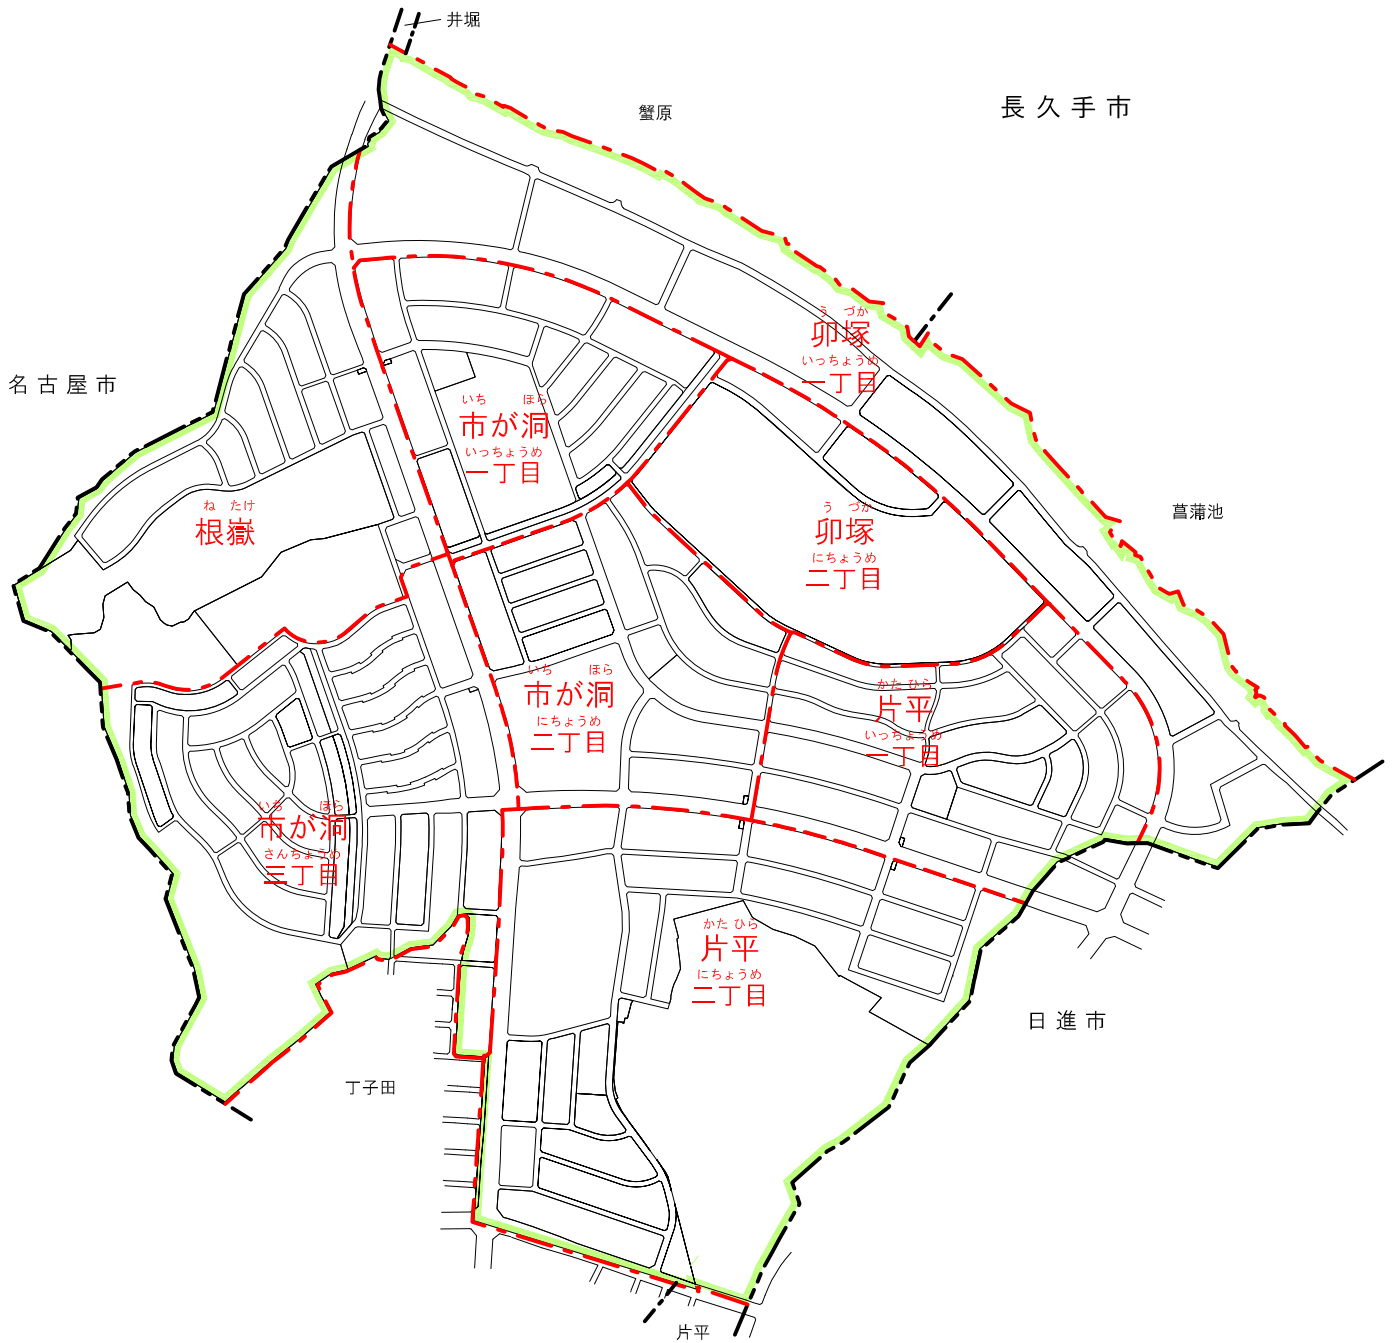 井堀
蟹原
長久手市
名古屋市
う づか
卯塚
いっちょうめ
一丁目
いち ほら
市が洞
いっちょうめ
一丁目
ね たけ
根嶽
う づか
卯塚
にちょうめ
二丁目
菖蒲池
いち ほら
市が洞
にちょうめ
二丁目
かた ひら
片平
いっちょうめ
一丁目
いち ほら
市が洞
さんちょうめ
三丁目
かた ひら
片平
にちょうめ
二丁目
日進市
丁子田
片平